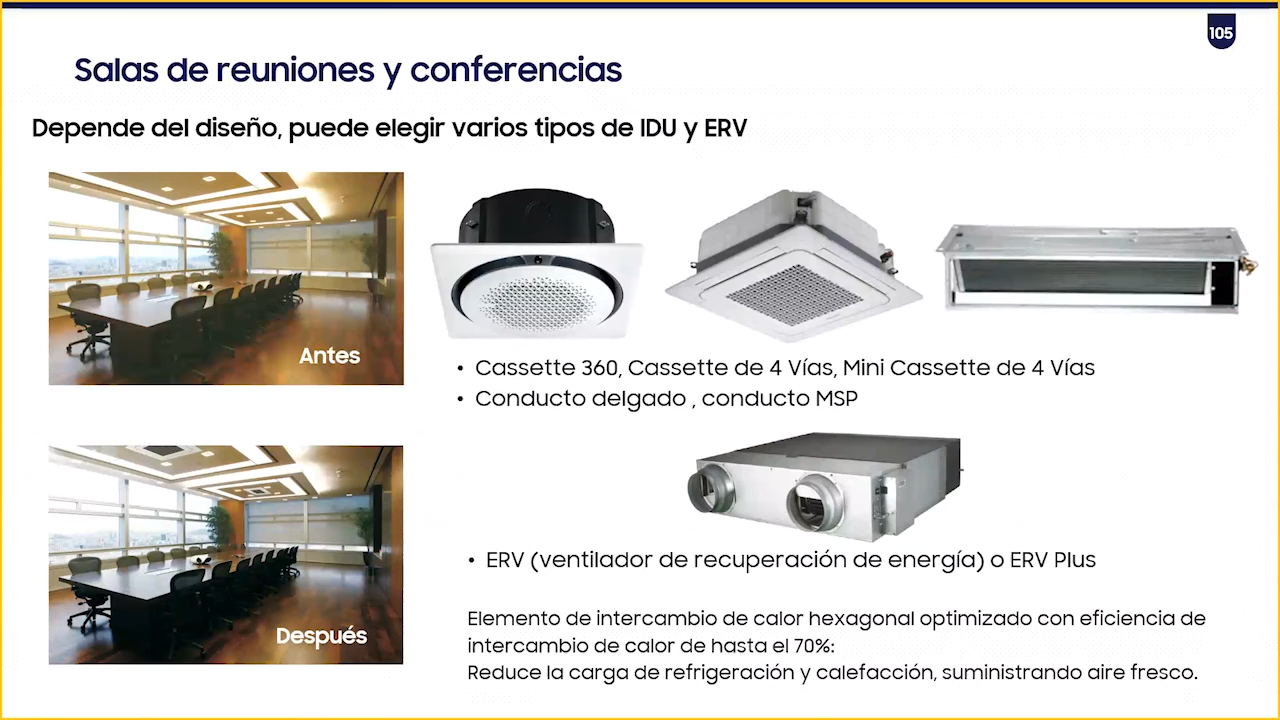 105
Salas de reuniones y conferencias
Depende del diseño, puede elegir varios tipos de IDU y ERV
Antes
• Cassette 360, Cassette de 4 Vías, Mini Cassette de 4 Vías
• Conducto delgado , conducto MSP
Después
• ERV (ventilador de recuperación de energía) o ERV Plus
Elemento de intercambio de calor hexagonal optimizado con eficiencia de
intercambio de calor de hasta el 70%:
Reduce la carga de refrigeración y calefacción, suministrando aire fresco.